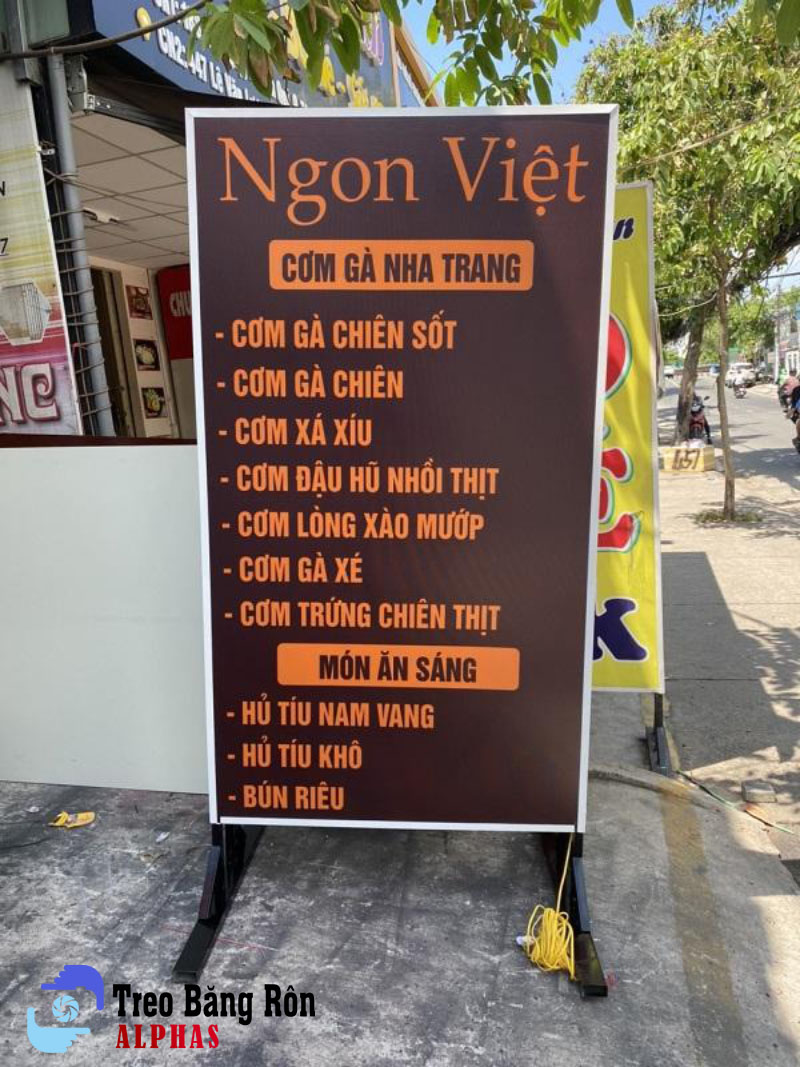 Ngon Việt
CƠM GÀ NHA TRANG
- CƠM GÀ CHIÊN SỐT
- CƠM GÀ CHIÊN
- CƠM XÁ XÍU
- CƠM ĐẬU HŨ NHỒI THỊT
- CƠM LÒNG XÀO MƯỚP
- CƠM GÀ XÉ
- CƠM TRỨNG CHIÊN THỊT
MÓN ĂN SÁNG
- HỦ TÍU NAM VANG
- HỦ TÍU KHÔ
- BÚN RIÊU
Treo Băng Rôn
ALPHAS